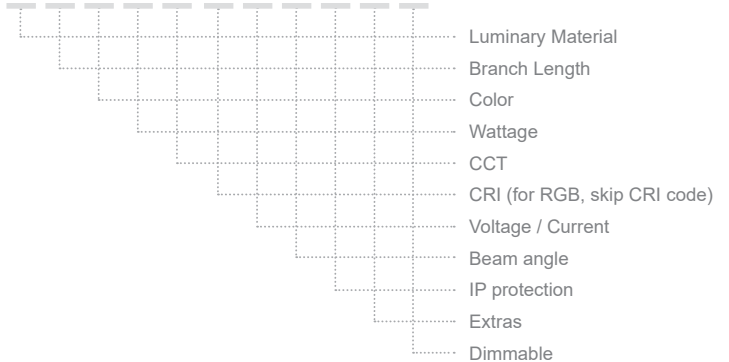 Luminary Material
Branch Length
Color
Wattage
CCT
CRI (for RGB, skip CRI code)
Voltage / Current
Beam angle
IP protection
Extras
Dimmable